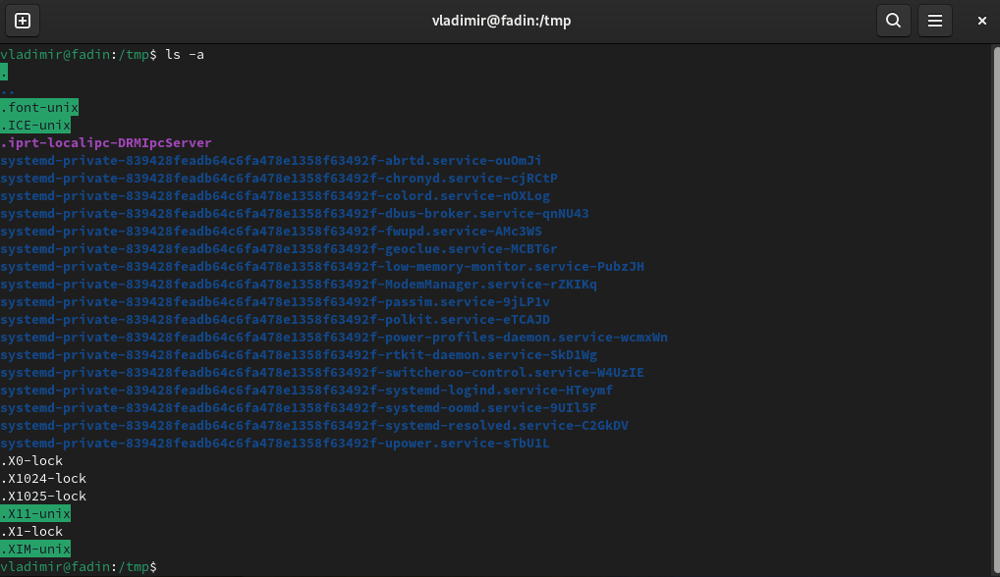 vladimir@fadin:/tmp
vladimir@fadin:/tmp$ ls -a
.
..
.font-unix
.ICE-unix
.iprt-localipc-DRMIpcServer
systemd-private-839428feadb64c6fa478e1358f63492f-abrtd.service-ouOmJi
systemd-private-839428feadb64c6fa478e1358f63492f-chronyd.service-cjRCtP
systemd-private-839428feadb64c6fa478e1358f63492f-colord.service-nOXLog
systemd-private-839428feadb64c6fa478e1358f63492f-dbus-broker.service-qnNU43
systemd-private-839428feadb64c6fa478e1358f63492f-fwupd.service-AMc3WS
systemd-private-839428feadb64c6fa478e1358f63492f-geoclue.service-MCBT6r
systemd-private-839428feadb64c6fa478e1358f63492f-low-memory-monitor.service-PubzJH
systemd-private-839428feadb64c6fa478e1358f63492f-ModemManager.service-rZKIKq
systemd-private-839428feadb64c6fa478e1358f63492f-passim.service-9jLP1v
systemd-private-839428feadb64c6fa478e1358f63492f-polkit.service-eTCAJD
systemd-private-839428feadb64c6fa478e1358f63492f-power-profiles-daemon.service-wcmxWn
systemd-private-839428feadb64c6fa478e1358f63492f-rtkit-daemon.service-SkD1Wg
systemd-private-839428feadb64c6fa478e1358f63492f-switcheroo-control.service-W4UzIE
systemd-private-839428feadb64c6fa478e1358f63492f-systemd-logind.service-HTeymf
systemd-private-839428feadb64c6fa478e1358f63492f-systemd-oomd.service-9UIl5F
systemd-private-839428feadb64c6fa478e1358f63492f-systemd-resolved.service-C2GkDV
systemd-private-839428feadb64c6fa478e1358f63492f-upower.service-sTbU1L
.X0-lock
.X1024-lock
.X1025-lock
.X11-unix
.X1-lock
.XIM-unix
vladimir@fadin:/tmp$